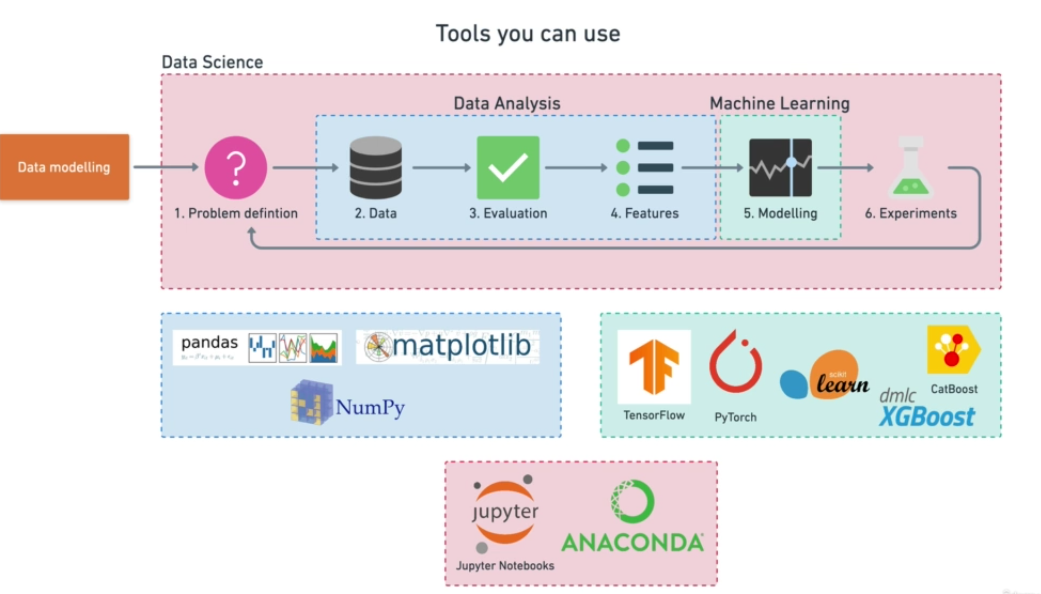 Tools you can use
Data Science
Data Analysis
Machine Learning
Data modelling
?
1. Problem defintion
2. Data
3. Evaluation
4. Features
5. Modelling
6. Experiments
pandas
matplotlib
NumPy
TensorFlow
PyTorch
scikit
learn
CatBoost
dmlc
XGBoost
jupyter
Jupyter Notebooks
ANACONDA